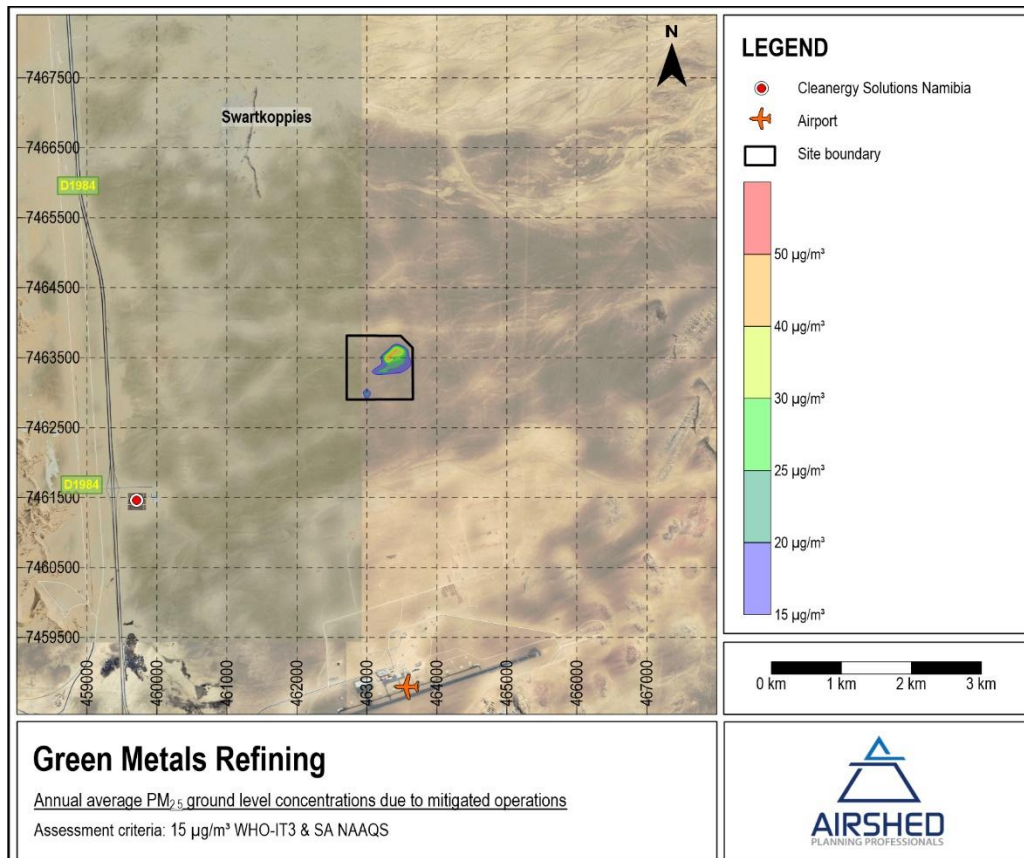 N
7467500
7466500
7465500
7464500
7463500
7462500
7461500
7460500
7459500
Swartkoppies
D1984
D1984
459000
460000
461000
462000
463000
464000
465000
466000
467000
LEGEND
Cleanergy Solutions Namibia
Airport
Site boundary
50 µg/m³
40 µg/m³
30 µg/m³
25 µg/m³
20 µg/m³
15 µg/m³
0 km 1 km 2 km 3 km
Green Metals Refining
Annual average PM2.5 ground level concentrations due to mitigated operations
Assessment criteria: 15 µg/m³ WHO-IT3 & SA NAAQS
AIRSHED
PLANNING PROFESSIONALS